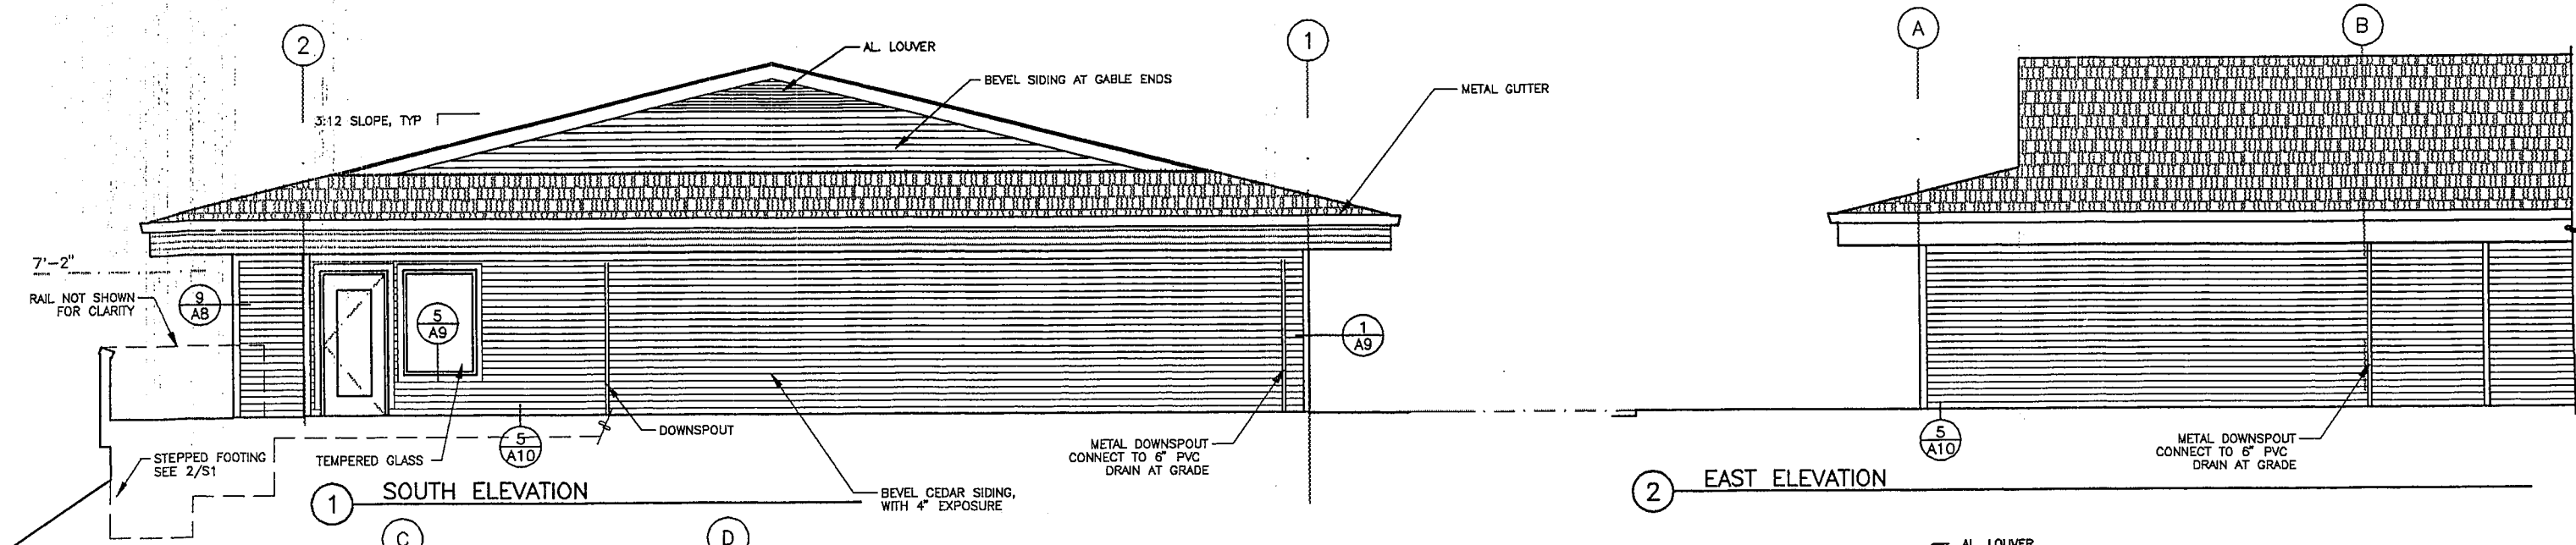 2
1
A
B
AL. LOUVER
BEVEL SIDING AT GABLE ENDS
METAL GUTTER
3:12 SLOPE, TYP
7'-2"
RAIL NOT SHOWN
FOR CLARITY
9
A8
5
A9
1
A9
STEPPED FOOTING
SEE 2/S1
TEMPERED GLASS
5
A10
DOWNSPOUT
METAL DOWNSPOUT
CONNECT TO 6" PVC
DRAIN AT GRADE
BEVEL CEDAR SIDING,
WITH 4" EXPOSURE
1
SOUTH ELEVATION
5
A10
METAL DOWNSPOUT
CONNECT TO 6" PVC
DRAIN AT GRADE
2
EAST ELEVATION
C
D
AL. LOUVER